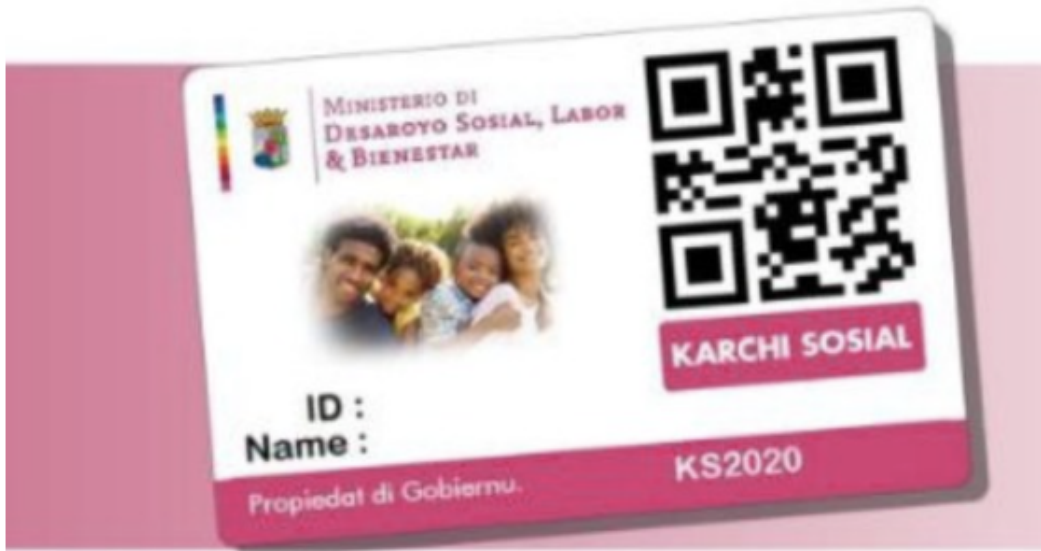 MINISTERIO DI
DESAROYO SOSIAL, LABOR
& BIENESTAR
KARCHI SOSIAL
ID :
Name :
Propiedat di Gobiernu.
KS2020